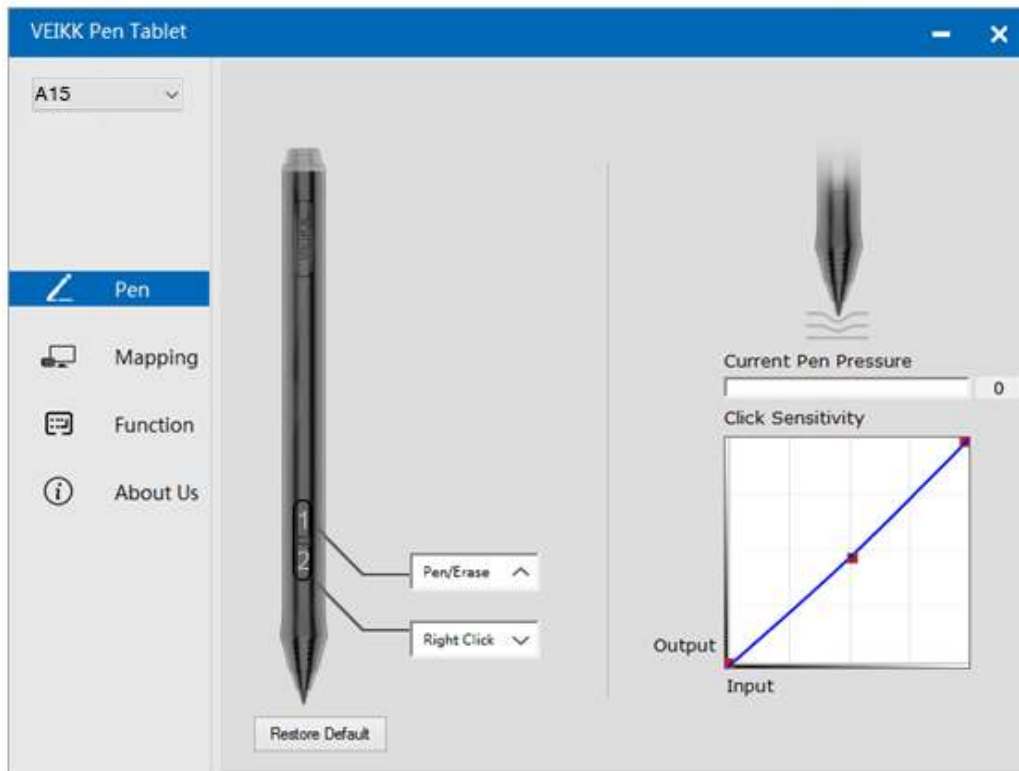 VEIKK Pen Tablet
A15
Pen
Mapping
Function
About Us
VEIKK
1
2
Pen/Erase
Right Click
Restore Default
Current Pen Pressure
0
Click Sensitivity
Output
Input